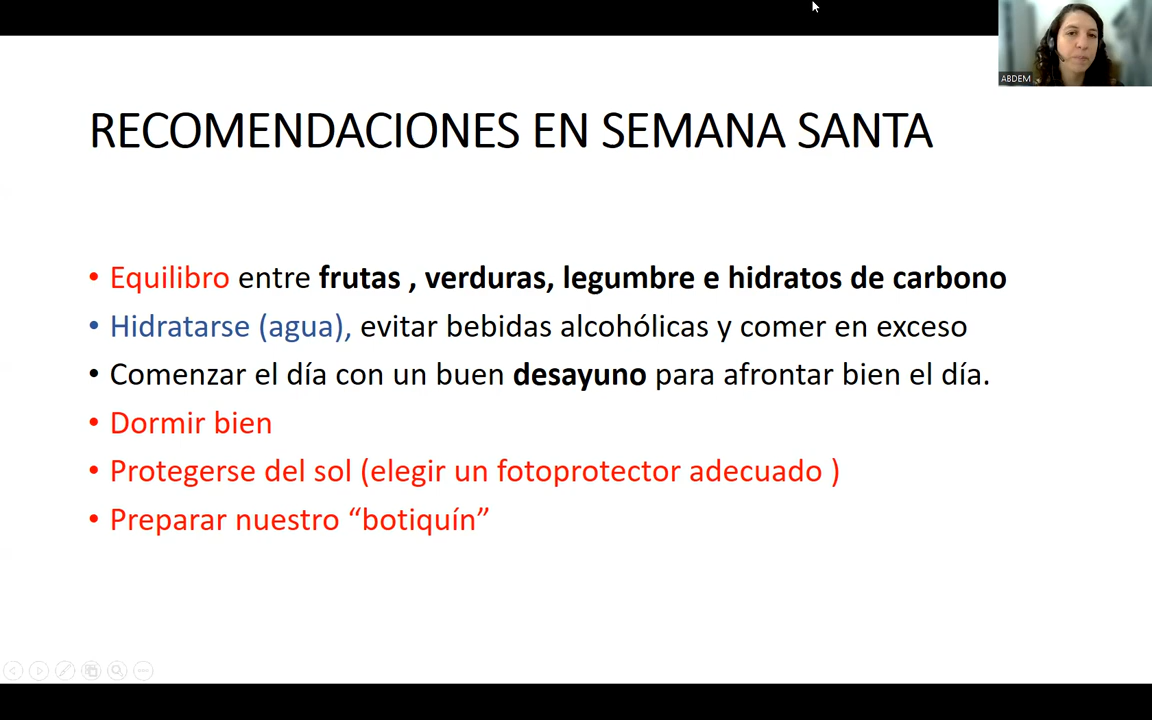 ABDEM
RECOMENDACIONES EN SEMANA SANTA
• Equilibro entre frutas , verduras, legumbre e hidratos de carbono
• Hidratarse (agua), evitar bebidas alcohólicas y comer en exceso
• Comenzar el día con un buen desayuno para afrontar bien el día.
• Dormir bien
• Protegerse del sol (elegir un fotoprotector adecuado )
• Preparar nuestro “botiquín”